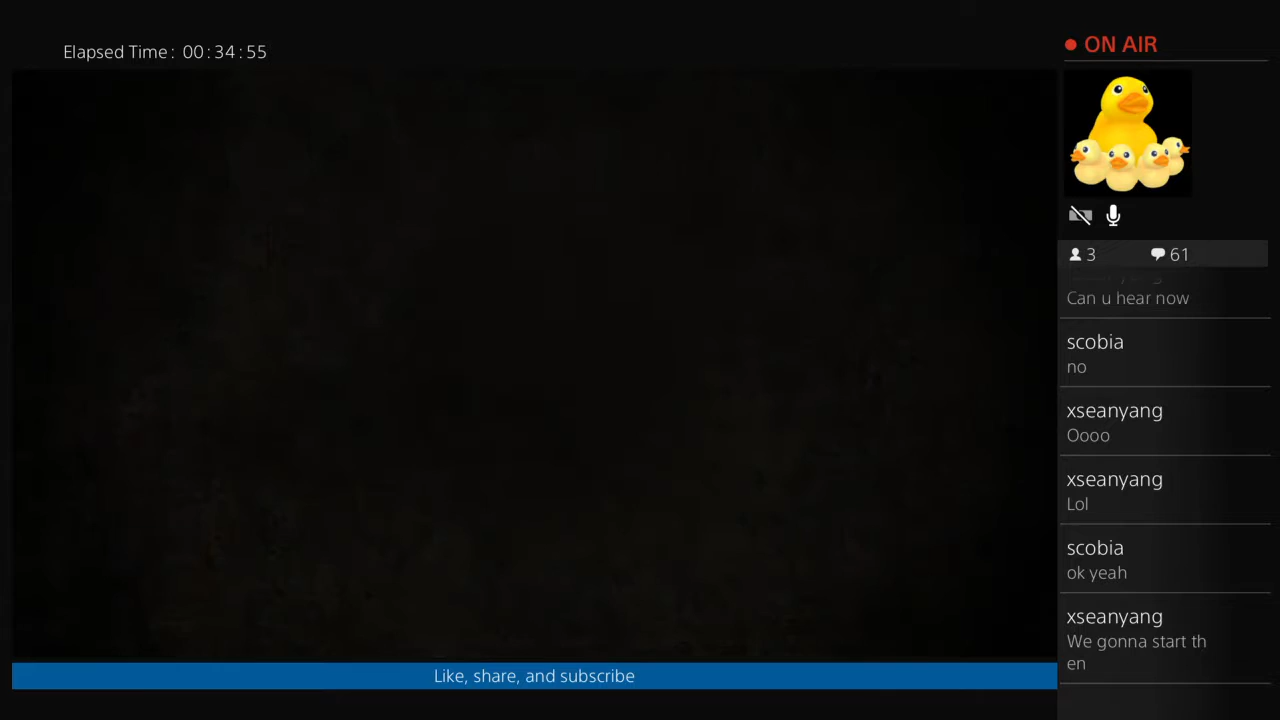 Elapsed Time: 00:34:55
ON AIR
3 61
Can u hear now
scobia
no
xseanyang
Oooo
xseanyang
Lol
scobia
ok yeah
xseanyang
We gonna start th
en
Like, share, and subscribe